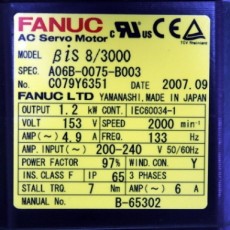 FANUC
AC Servo Motor
MODEL βiS 8/3000
SPEC. A06B-0075-B003
No. C079Y6351 DATE 2007.09
FANUC LTD YAMANASHI, MADE IN JAPAN
OUTPUT 1.2 kW CONT. IEC60034-1
VOLT (~) 153 V SPEED 2000 min-1
AMP (~) 4.9 A FREQ. 133 Hz
AMP. INPUT (~) 200-240 V 50/60Hz
POWER FACTOR 97% WIND.CON. Y
INS.CLASS F IP 65 3 PHASES
STALL TRQ. 7 Nm AMP(~) 6 A
MANUAL No. B-65302